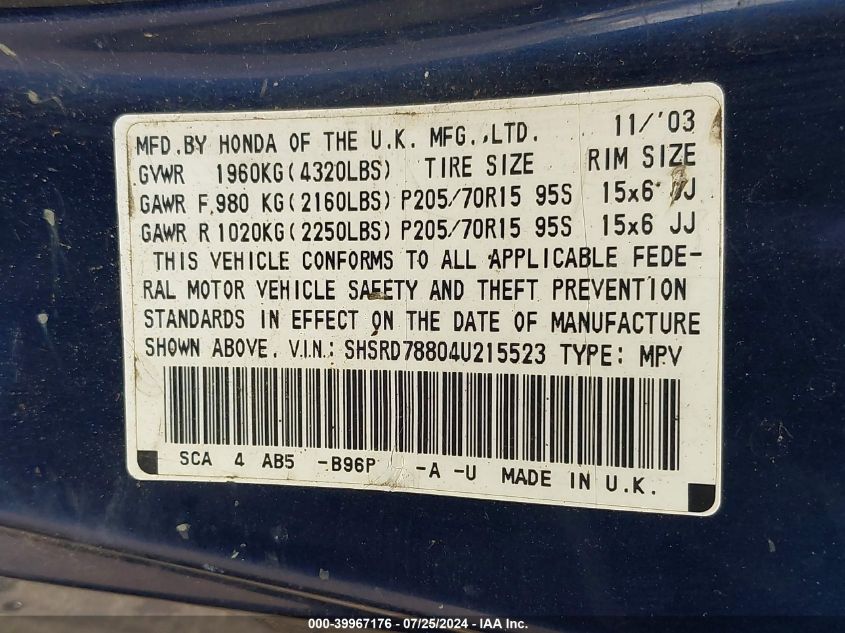 MFD.BY HONDA OF THE U.K. MFG.,LTD. 11/'03
GVWR 1960KG(4320LBS) TIRE SIZE RIM SIZE
GAWR F.980 KG(2160LBS) P205/70R15 95S 15x6 JJ
GAWR R 1020KG(2250LBS) P205/70R15 95S 15x6 JJ
THIS VEHICLE CONFORMS TO ALL APPLICABLE FEDE-
RAL MOTOR VEHICLE SAFETY AND THEFT PREVENTION
STANDARDS IN EFFECT ON THE DATE OF MANUFACTURE
SHOWN ABOVE. V.I.N.: SHSRD78804U215523 TYPE: MPV
SCA 4 AB5 -B96P -A -U MADE IN U.K.
000-39967176 - 07/25/2024 - IAA Inc.